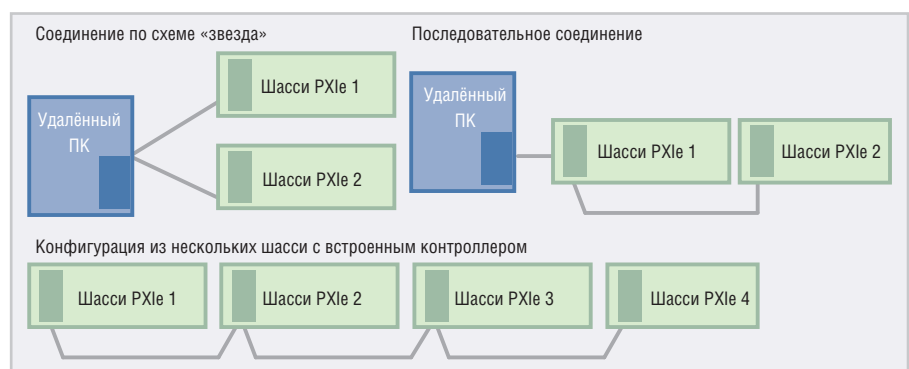 Соединение по схеме «звезда»
Удалённый
ПК
Шасси PXIe 1
Шасси PXIe 2
Последовательное соединение
Удалённый
ПК
Шасси PXIe 1
Шасси PXIe 2
Конфигурация из нескольких шасси с встроенным контроллером
Шасси PXIe 1
Шасси PXIe 2
Шасси PXIe 3
Шасси PXIe 4